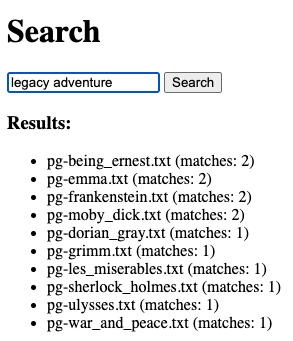 Search
legacy adventure Search
Results:
• pg-being_ernest.txt (matches: 2)
• pg-emma.txt (matches: 2)
• pg-frankenstein.txt (matches: 2)
• pg-moby_dick.txt (matches: 2)
• pg-dorian_gray.txt (matches: 1)
• pg-grimm.txt (matches: 1)
• pg-les_miserables.txt (matches: 1)
• pg-sherlock_holmes.txt (matches: 1)
• pg-ulysses.txt (matches: 1)
• pg-war_and_peace.txt (matches: 1)